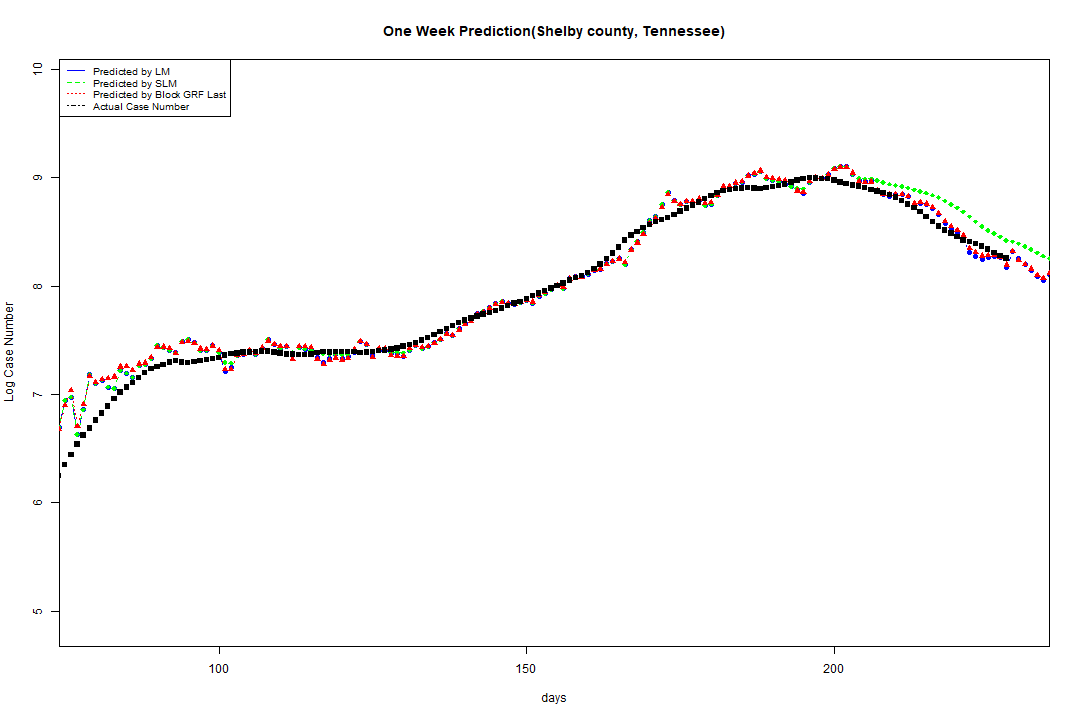 One Week Prediction(Shelby county, Tennessee)
Predicted by LM
Predicted by SLM
Predicted by Block GRF Last
Actual Case Number
10
9
8
7
6
5
Log Case Number
100
150
200
days